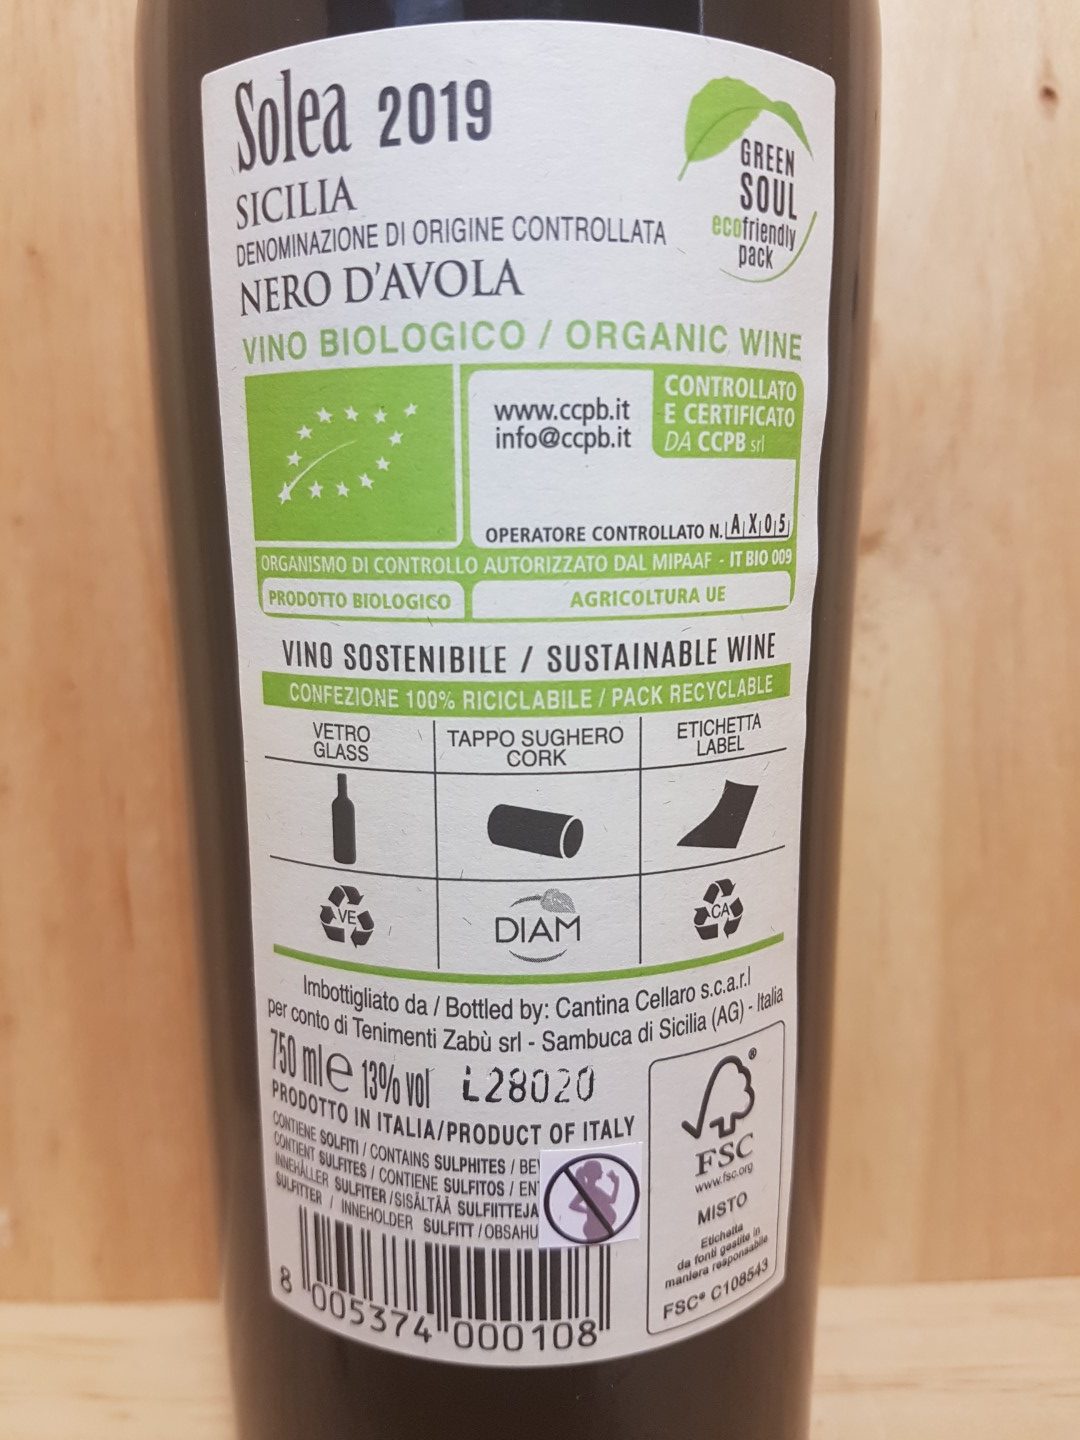 Solea 2019
SICILIA
DENOMINAZIONE DI ORIGINE CONTROLLATA
NERO D'AVOLA
GREEN
SOUL
ecofriendly
pack
VINO BIOLOGICO / ORGANIC WINE
www.ccpb.it
info@ccpb.it
CONTROLLATO
E CERTIFICATO
DA CCPB srl
OPERATORE CONTROLLATO N. A X 0 5
ORGANISMO DI CONTROLLO AUTORIZZATO DAL MIPAAF - IT BIO 009
PRODOTTO BIOLOGICO
AGRICOLTURA UE
VINO SOSTENIBILE / SUSTAINABLE WINE
CONFEZIONE 100% RICICLABILE / PACK RECYCLABLE
VETRO
GLASS
TAPPO SUGHERO
CORK
ETICHETTA
LABEL
VE
DIAM
CA
Imbottigliato da / Bottled by: Cantina Cellaro s.c.a.r.l
per conto di Tenimenti Zabù srl - Sambuca di Sicilia (AG) - Italia
750 ml e 13% vol L28020
PRODOTTO IN ITALIA/PRODUCT OF ITALY
CONTIENE SOLFITI / CONTAINS SULPHITES / BE
CONTIENT SULFITES / CONTIENE SULFITOS / EN
INNEHÅLLER SULFITER/SISÄLTÄÄ SULFIITTEJA
SULFITTER / INNEHOLDER SULFITT/OBSAHU
8 005374 000108
FSC
®
www.fsc.org
MISTO
Etichetta
da fonti gestite in
maniera responsabile
FSC® C108543